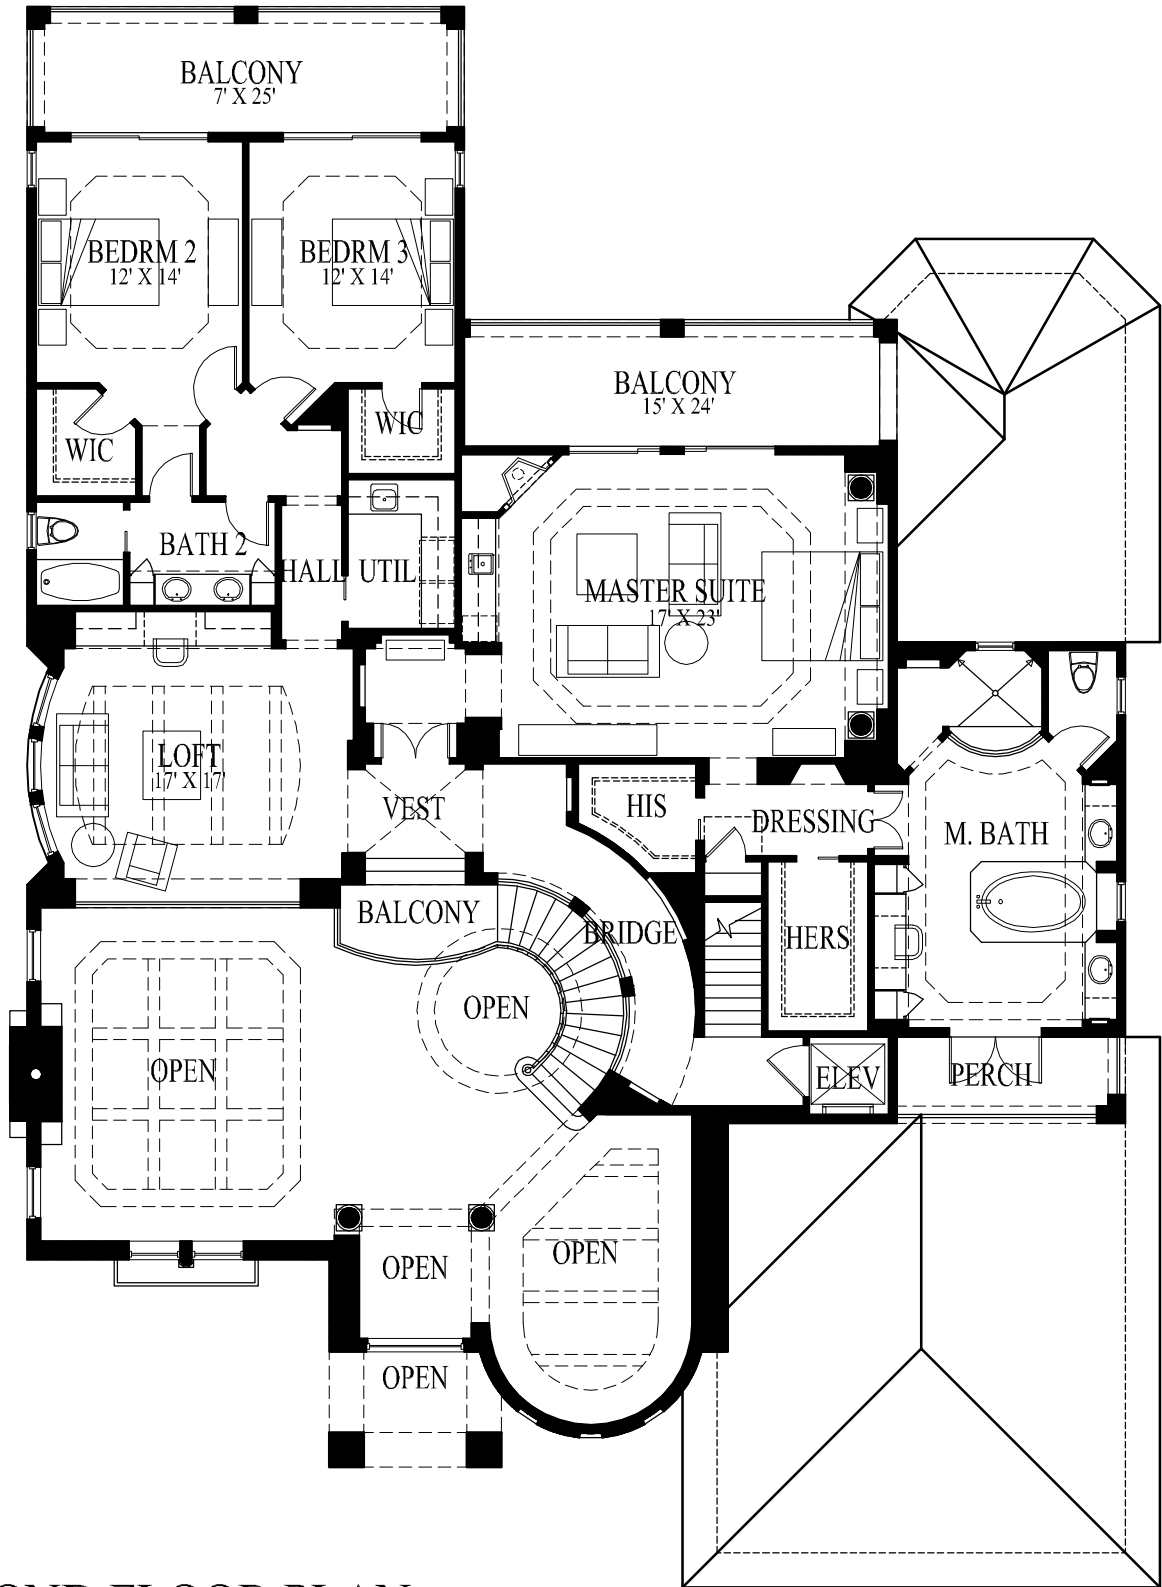 BALCONY
7' X 25'
BEDRM 2
12' X 14'
BEDRM 3
12' X 14'
BALCONY
15' X 24'
WIC
WIC
BATH 2
HALL
UTIL
MASTER SUITE
17' X 23'
LOFT
17' X 17'
VEST
HIS
DRESSING
M. BATH
BALCONY
BRIDGE
HERS
OPEN
OPEN
ELEV
PERCH
OPEN
OPEN
OPEN